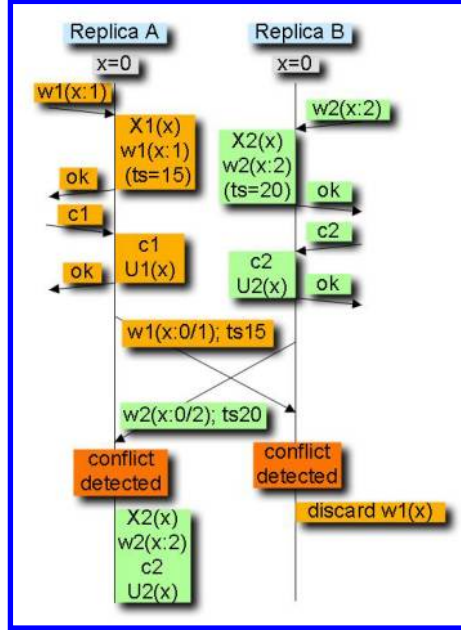 Replica A
Replica B
x=0
x=0
w1(x:1)
w2(x:2)
X1(x)
w1(x:1)
(ts=15)
X2(x)
w2(x:2)
(ts=20)
ok
ok
c1
c2
c1
U1(x)
c2
U2(x)
ok
ok
w1(x:0/1); ts15
w2(x:0/2); ts20
conflict
detected
conflict
detected
X2(x)
w2(x:2)
c2
U2(x)
discard w1(x)